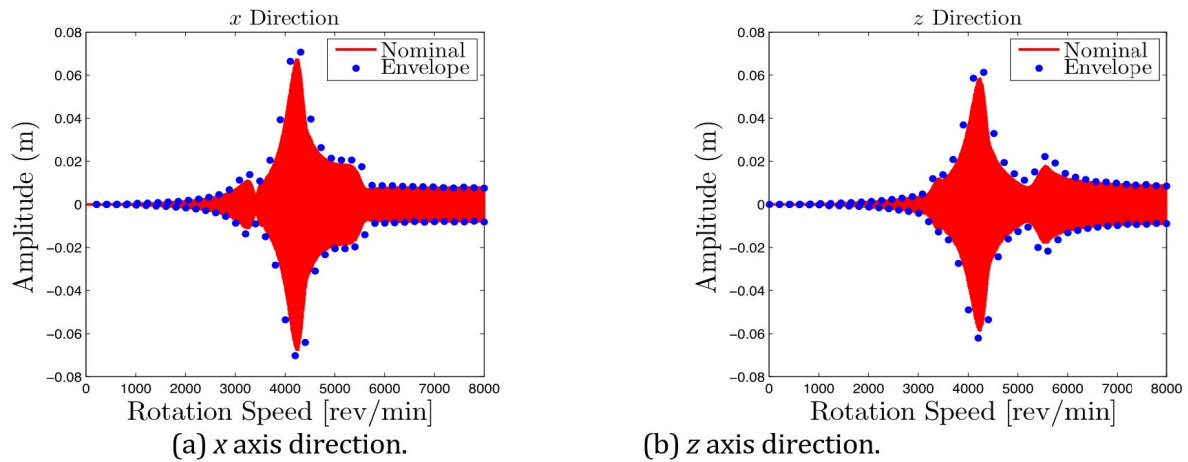 x Direction
0.08
0.06
0.04
0.02
0
−0.02
−0.04
−0.06
−0.08
Amplitude (m)
Nominal
Envelope
0 1000 2000 3000 4000 5000 6000 7000 8000
Rotation Speed [rev/min]
(a) x axis direction.
z Direction
0.08
0.06
0.04
0.02
0
−0.02
−0.04
−0.06
−0.08
Amplitude (m)
Nominal
Envelope
0 1000 2000 3000 4000 5000 6000 7000 8000
Rotation Speed [rev/min]
(b) z axis direction.